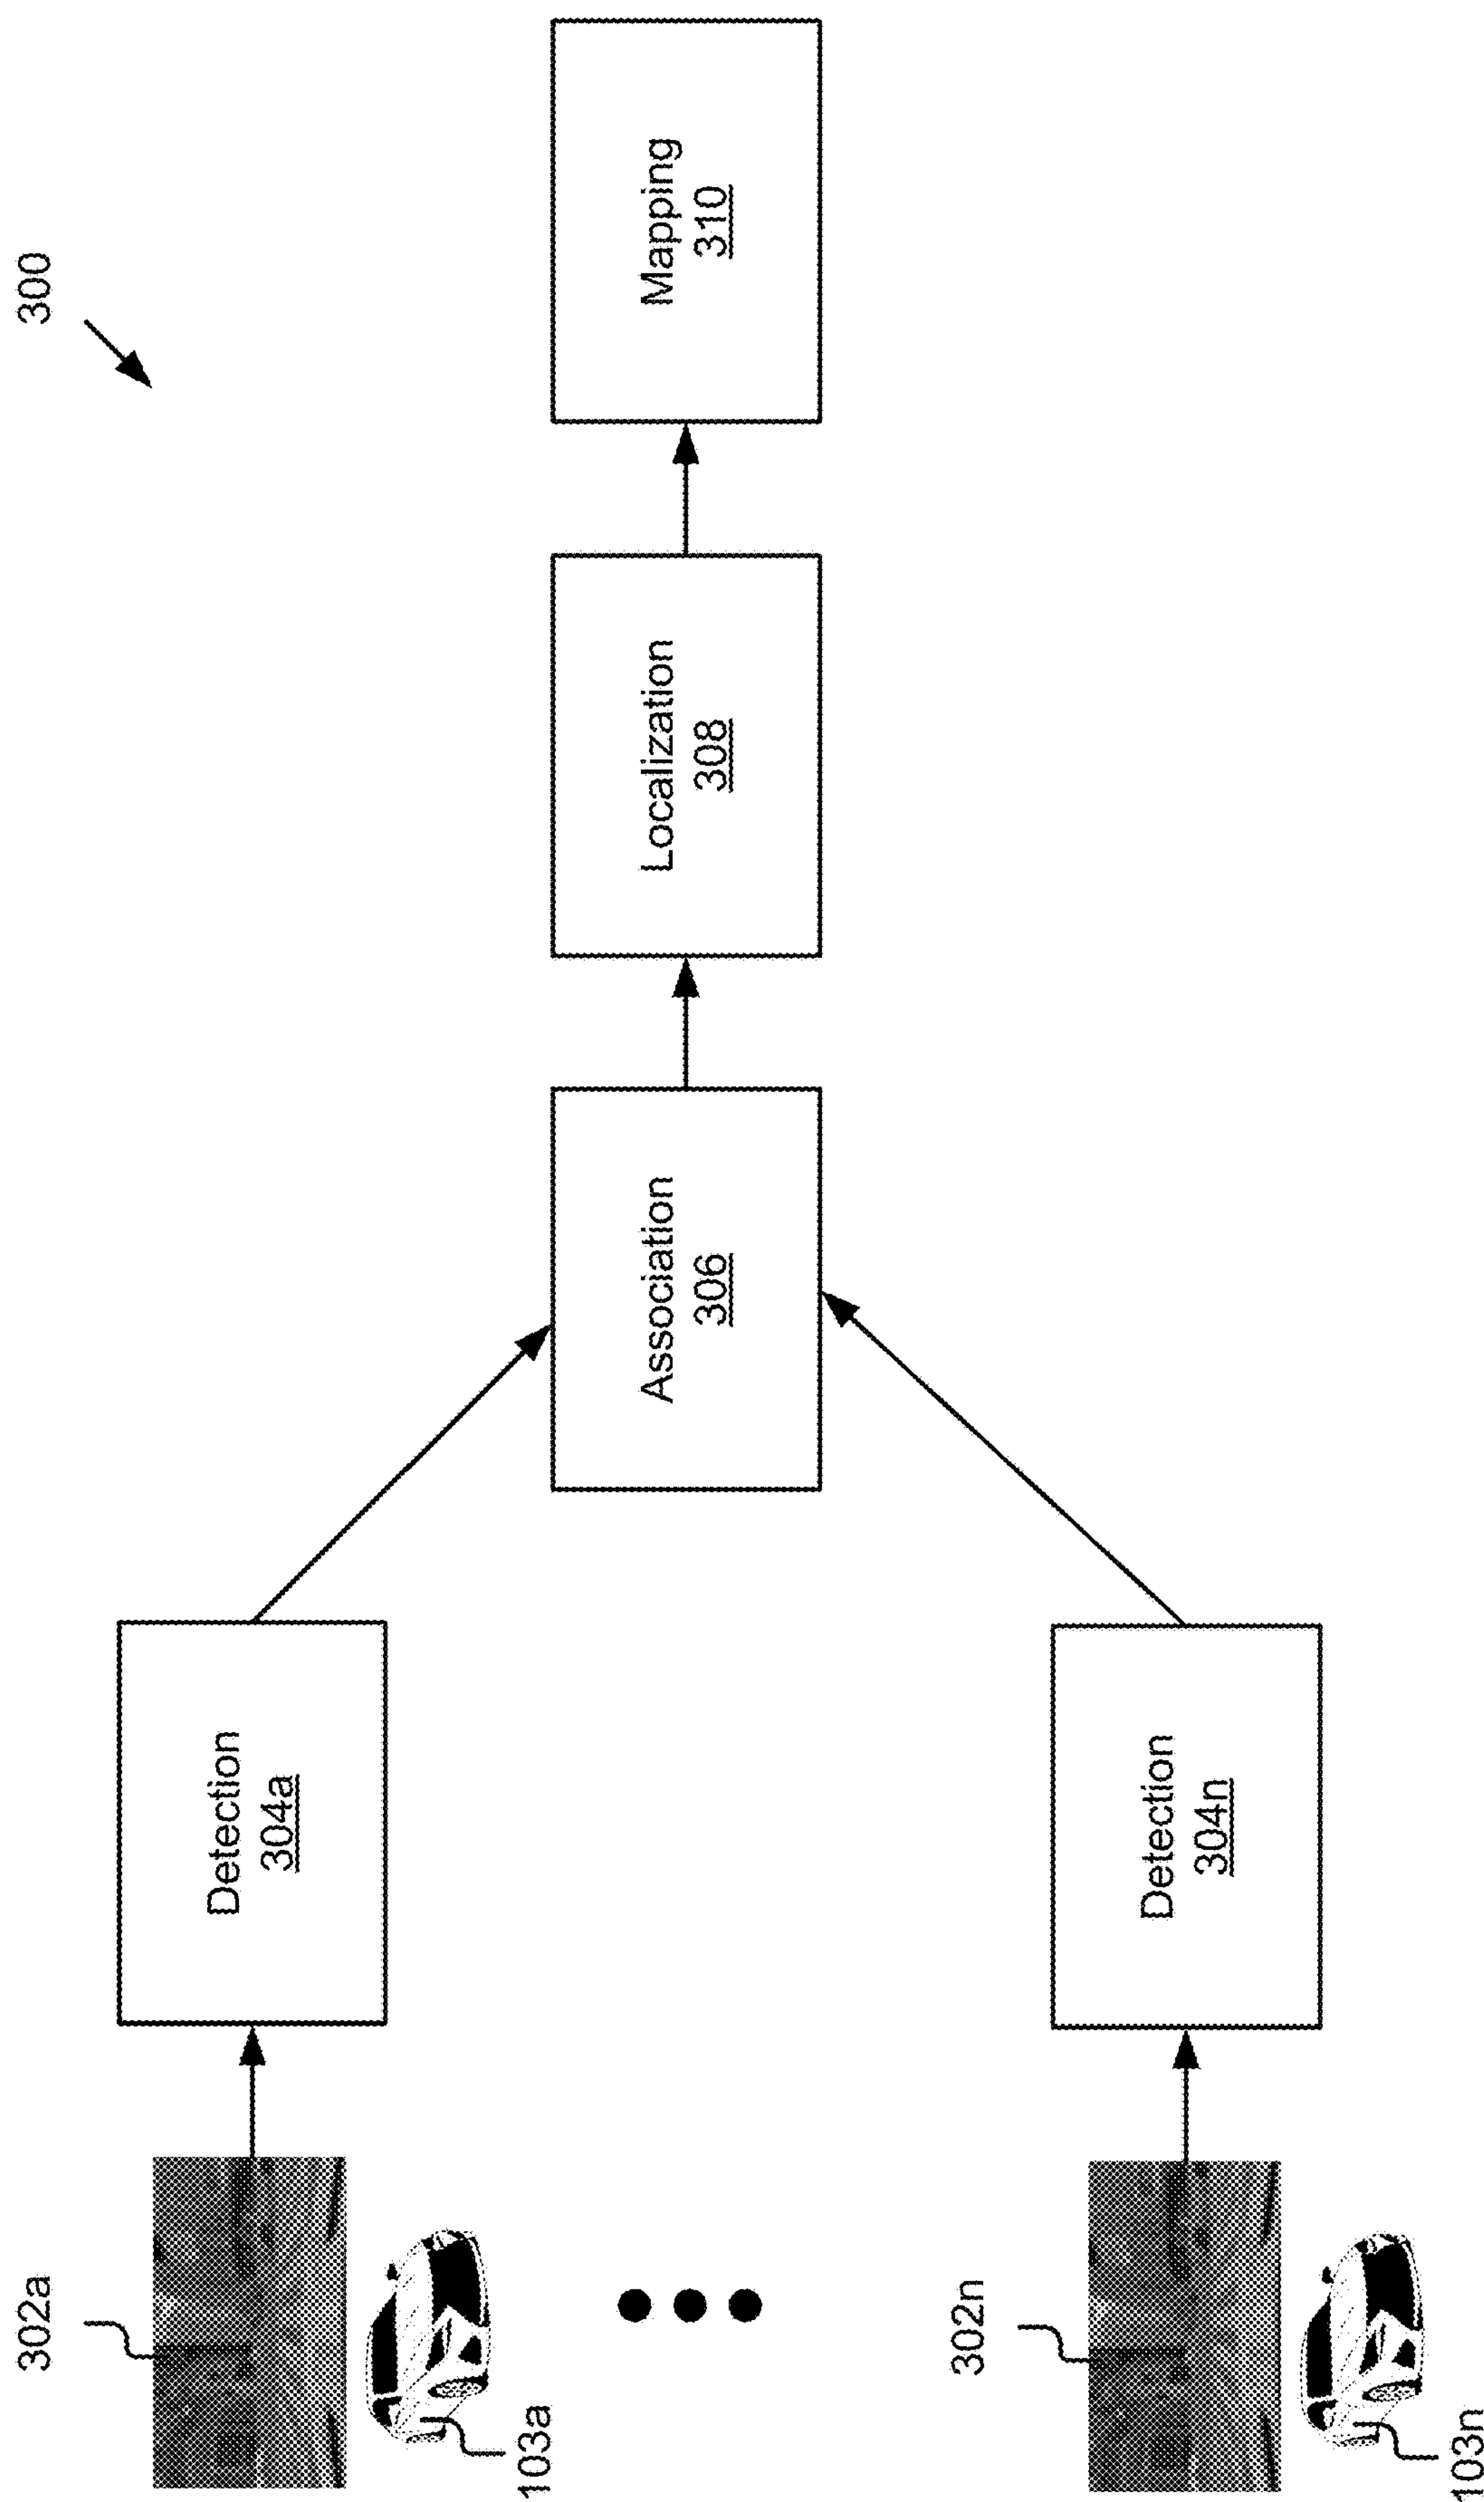 300
302a
103a
Detection
304a
Association
306
Localization
308
Mapping
310
302n
103n
Detection
304n